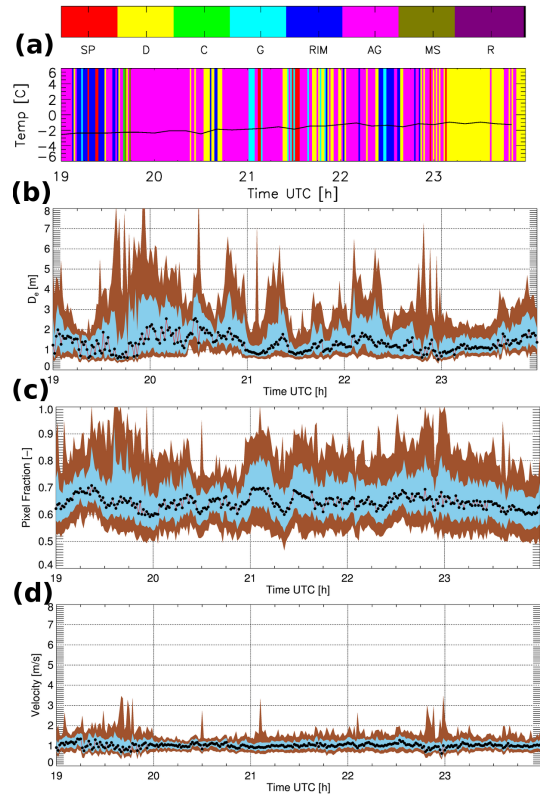 (a)
SP D C G RIM AG MS R
Temp [C]
6
4
2
0
−2
−4
−6
19 20 21 22 23
Time UTC [h]
(b)
Dₑ [m]
8
7
6
5
4
3
2
1
0
19 20 21 22 23
Time UTC [h]
(c)
Pixel Fraction [–]
1.0
0.9
0.8
0.7
0.6
0.5
0.4
19 20 21 22 23
Time UTC [h]
(d)
Velocity [m/s]
8
7
6
5
4
3
2
1
0
19 20 21 22 23
Time UTC [h]